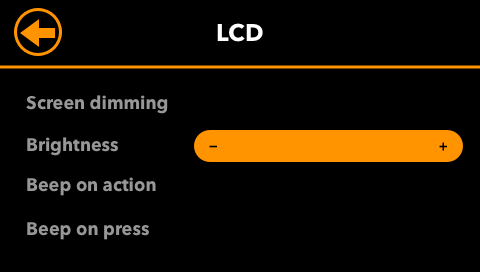 LCD
Screen dimming
Brightness - +
Beep on action
Beep on press